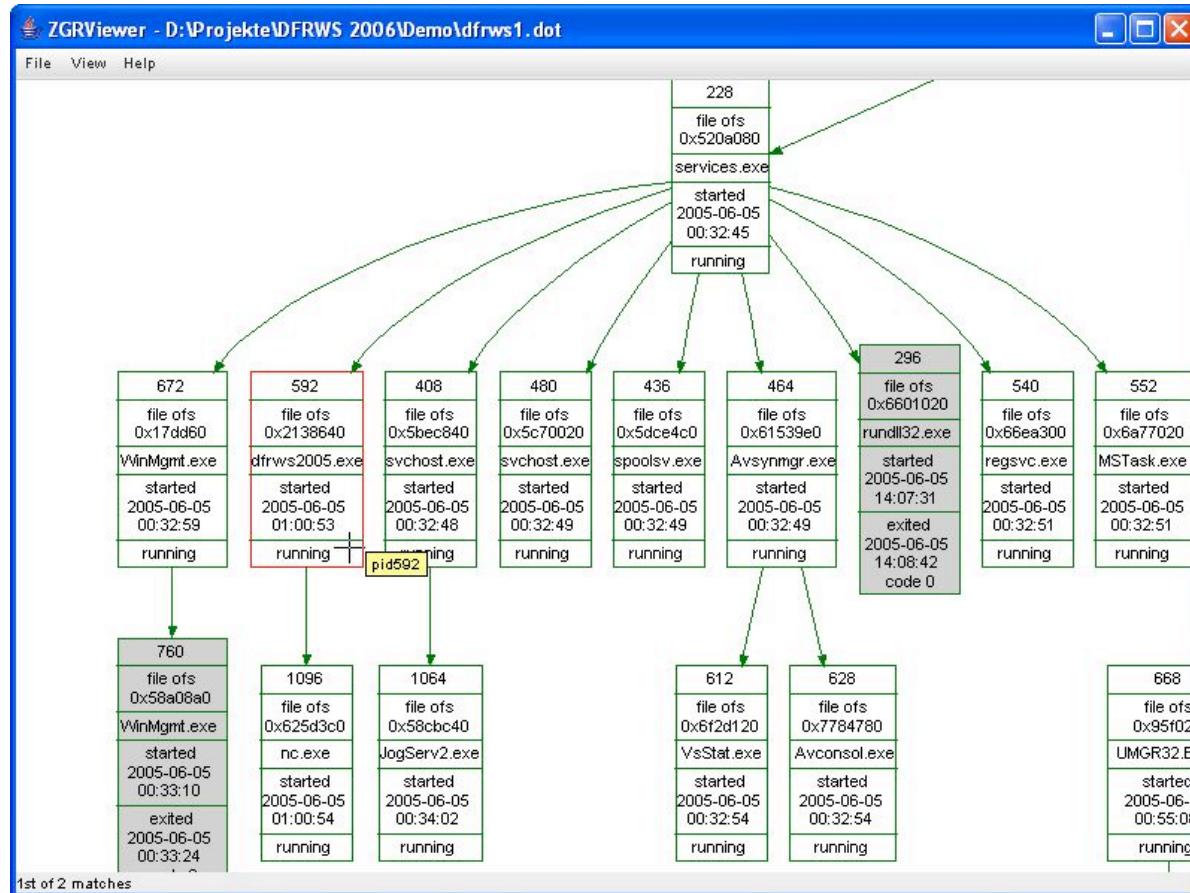 ZGRViewer - D:\Projekte\DFRWS 2006\Demo\dfrws1.dot
File View Help
228
file ofs
0x520a080
services.exe
started
2005-06-05
00:32:45
running
672
file ofs
0x17dd60
WinMgmt.exe
started
2005-06-05
00:32:59
running
592
file ofs
0x2138640
dfrws2005.exe
started
2005-06-05
01:00:53
running
pid592
408
file ofs
0x5bec840
svchost.exe
started
2005-06-05
00:32:48
480
file ofs
0x5c70020
svchost.exe
started
2005-06-05
00:32:49
running
436
file ofs
0x5dce4c0
spoolsv.exe
started
2005-06-05
00:32:49
running
464
file ofs
0x61539e0
Avsynmgr.exe
started
2005-06-05
00:32:49
running
296
file ofs
0x6601020
rundll32.exe
started
2005-06-05
14:07:31
exited
2005-06-05
14:08:42
code 0
540
file ofs
0x66ea300
regsvc.exe
started
2005-06-05
00:32:51
running
552
file ofs
0x6a77020
MSTask.exe
started
2005-06-05
00:32:51
running
760
file ofs
0x58a08a0
WinMgmt.exe
started
2005-06-05
00:33:10
exited
2005-06-05
00:33:24
1096
file ofs
0x625d3c0
nc.exe
started
2005-06-05
01:00:54
running
1064
file ofs
0x58cbc40
JogServ2.exe
started
2005-06-05
00:34:02
running
612
file ofs
0x6f2d120
VsStat.exe
started
2005-06-05
00:32:54
running
628
file ofs
0x7784780
Avconsol.exe
started
2005-06-05
00:32:54
running
668
file ofs
0x95f02
UMGR32.E
started
2005-06-
00:55:0
running
1st of 2 matches